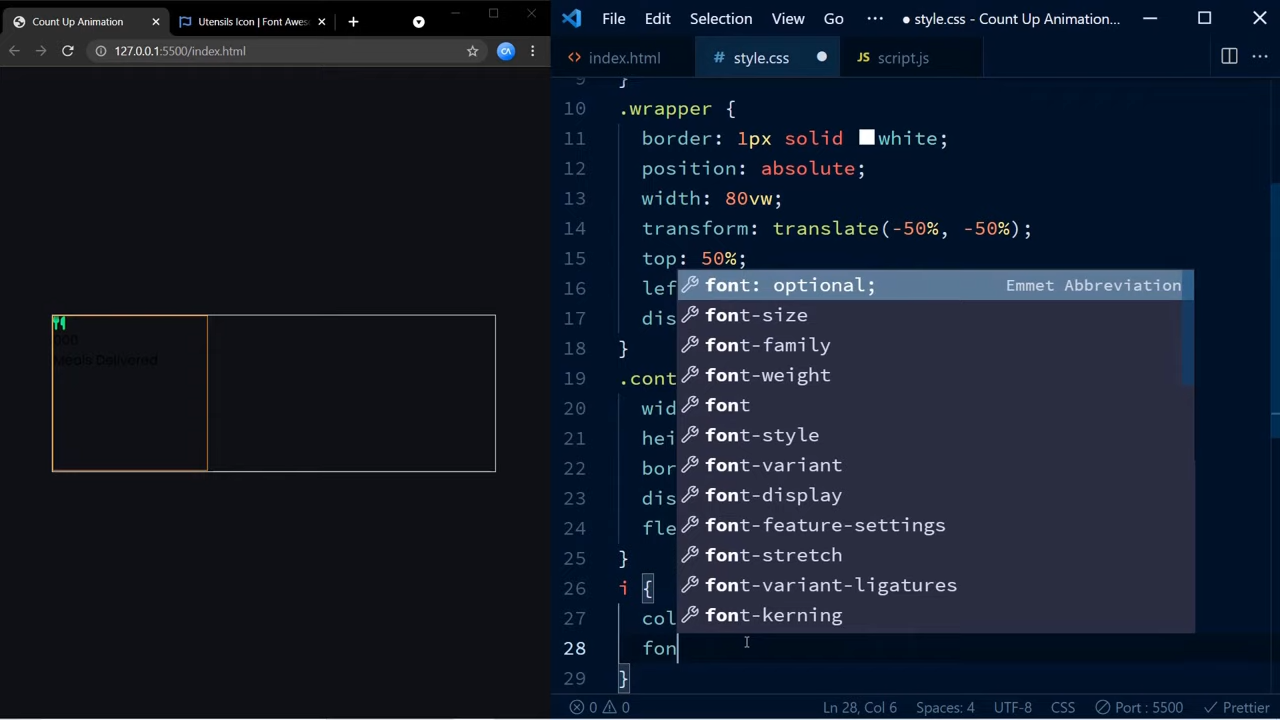 Count Up Animation
Utensils Icon | Font Awes
127.0.0.1:5500/index.html
CA
000
Meals Delivered
File Edit Selection View Go ··· ● style.css - Count Up Animation...
<> index.html # style.css ● JS script.js ···
9 }
10 .wrapper {
11 border: 1px solid white;
12 position: absolute;
13 width: 80vw;
14 transform: translate(-50%, -50%);
15 top: 50%;
16 lef
17 dis
18 }
19 .cont
20 wid
21 hei
22 bor
23 dis
24 fle
25 }
26 i {
27 col
28 fon
29 }
font: optional; Emmet Abbreviation
font-size
font-family
font-weight
font
font-style
font-variant
font-display
font-feature-settings
font-stretch
font-variant-ligatures
font-kerning
0 0 Ln 28, Col 6 Spaces: 4 UTF-8 CSS Port : 5500 Prettier